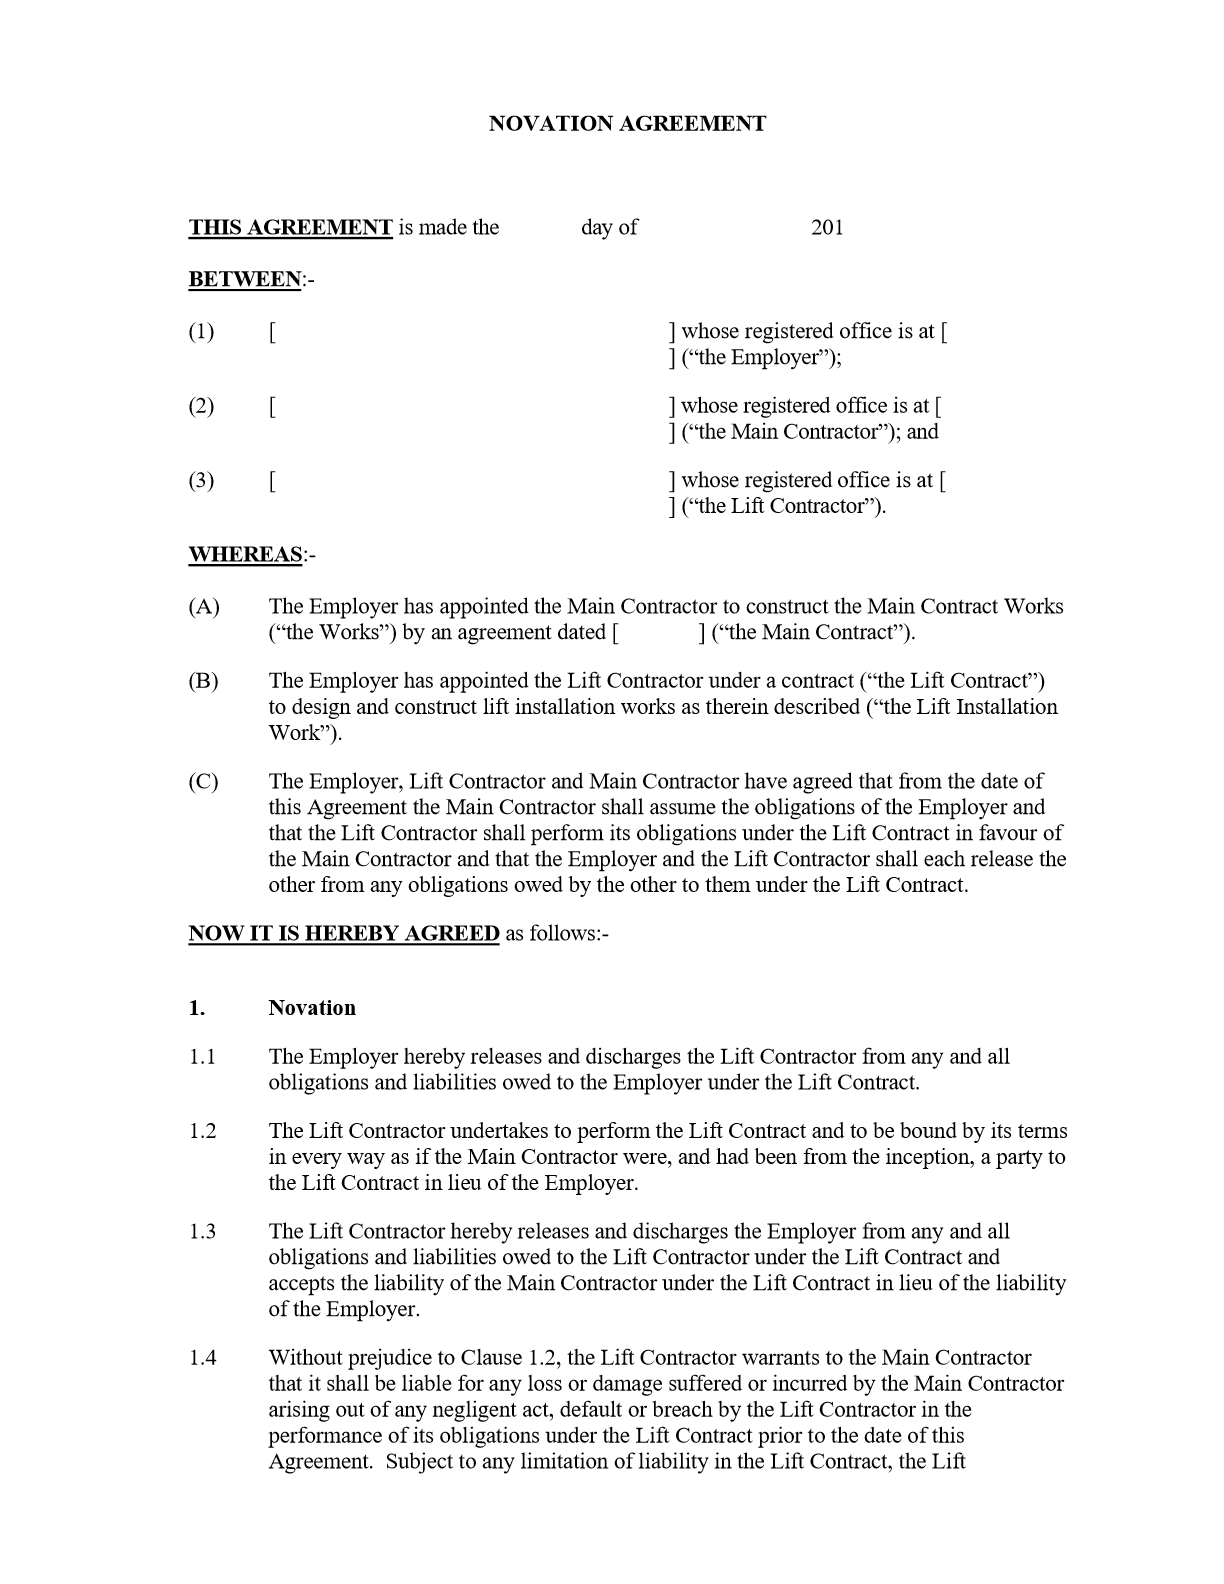 NOVATION AGREEMENT
THIS AGREEMENT is made the day of 201
BETWEEN:-
(1) [ ] whose registered office is at [
] (“the Employer”);
(2) [ ] whose registered office is at [
] (“the Main Contractor”); and
(3) [ ] whose registered office is at [
] (“the Lift Contractor”).
WHEREAS:-
(A) The Employer has appointed the Main Contractor to construct the Main Contract Works
(“the Works”) by an agreement dated [ ] (“the Main Contract”).
(B) The Employer has appointed the Lift Contractor under a contract (“the Lift Contract”)
to design and construct lift installation works as therein described (“the Lift Installation
Work”).
(C) The Employer, Lift Contractor and Main Contractor have agreed that from the date of
this Agreement the Main Contractor shall assume the obligations of the Employer and
that the Lift Contractor shall perform its obligations under the Lift Contract in favour of
the Main Contractor and that the Employer and the Lift Contractor shall each release the
other from any obligations owed by the other to them under the Lift Contract.
NOW IT IS HEREBY AGREED as follows:-
1. Novation
1.1 The Employer hereby releases and discharges the Lift Contractor from any and all
obligations and liabilities owed to the Employer under the Lift Contract.
1.2 The Lift Contractor undertakes to perform the Lift Contract and to be bound by its terms
in every way as if the Main Contractor were, and had been from the inception, a party to
the Lift Contract in lieu of the Employer.
1.3 The Lift Contractor hereby releases and discharges the Employer from any and all
obligations and liabilities owed to the Lift Contractor under the Lift Contract and
accepts the liability of the Main Contractor under the Lift Contract in lieu of the liability
of the Employer.
1.4 Without prejudice to Clause 1.2, the Lift Contractor warrants to the Main Contractor
that it shall be liable for any loss or damage suffered or incurred by the Main Contractor
arising out of any negligent act, default or breach by the Lift Contractor in the
performance of its obligations under the Lift Contract prior to the date of this
Agreement. Subject to any limitation of liability in the Lift Contract, the Lift